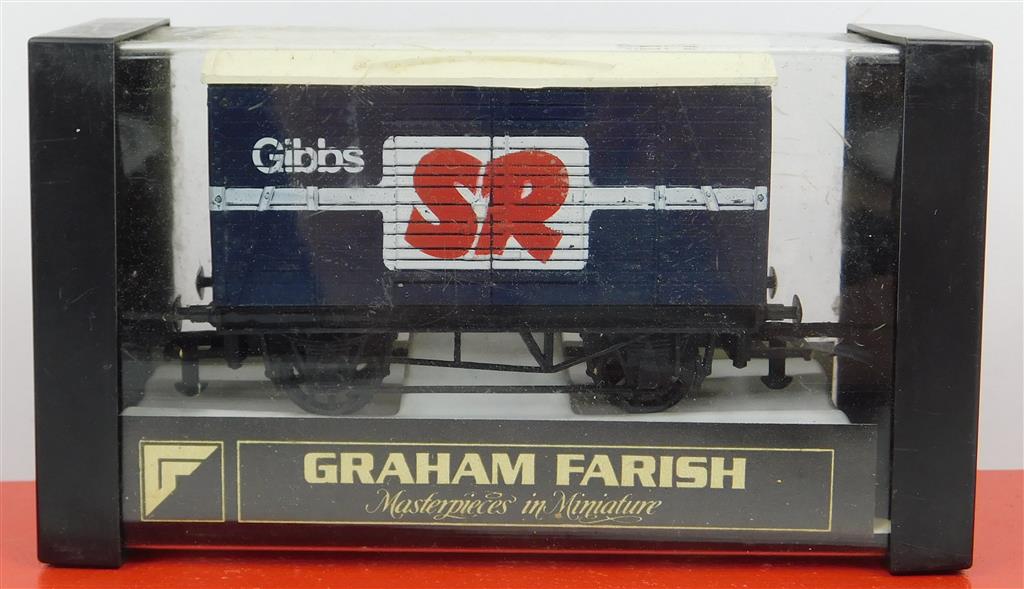 Gibbs
SR
GRAHAM FARISH
Masterpieces in Miniature